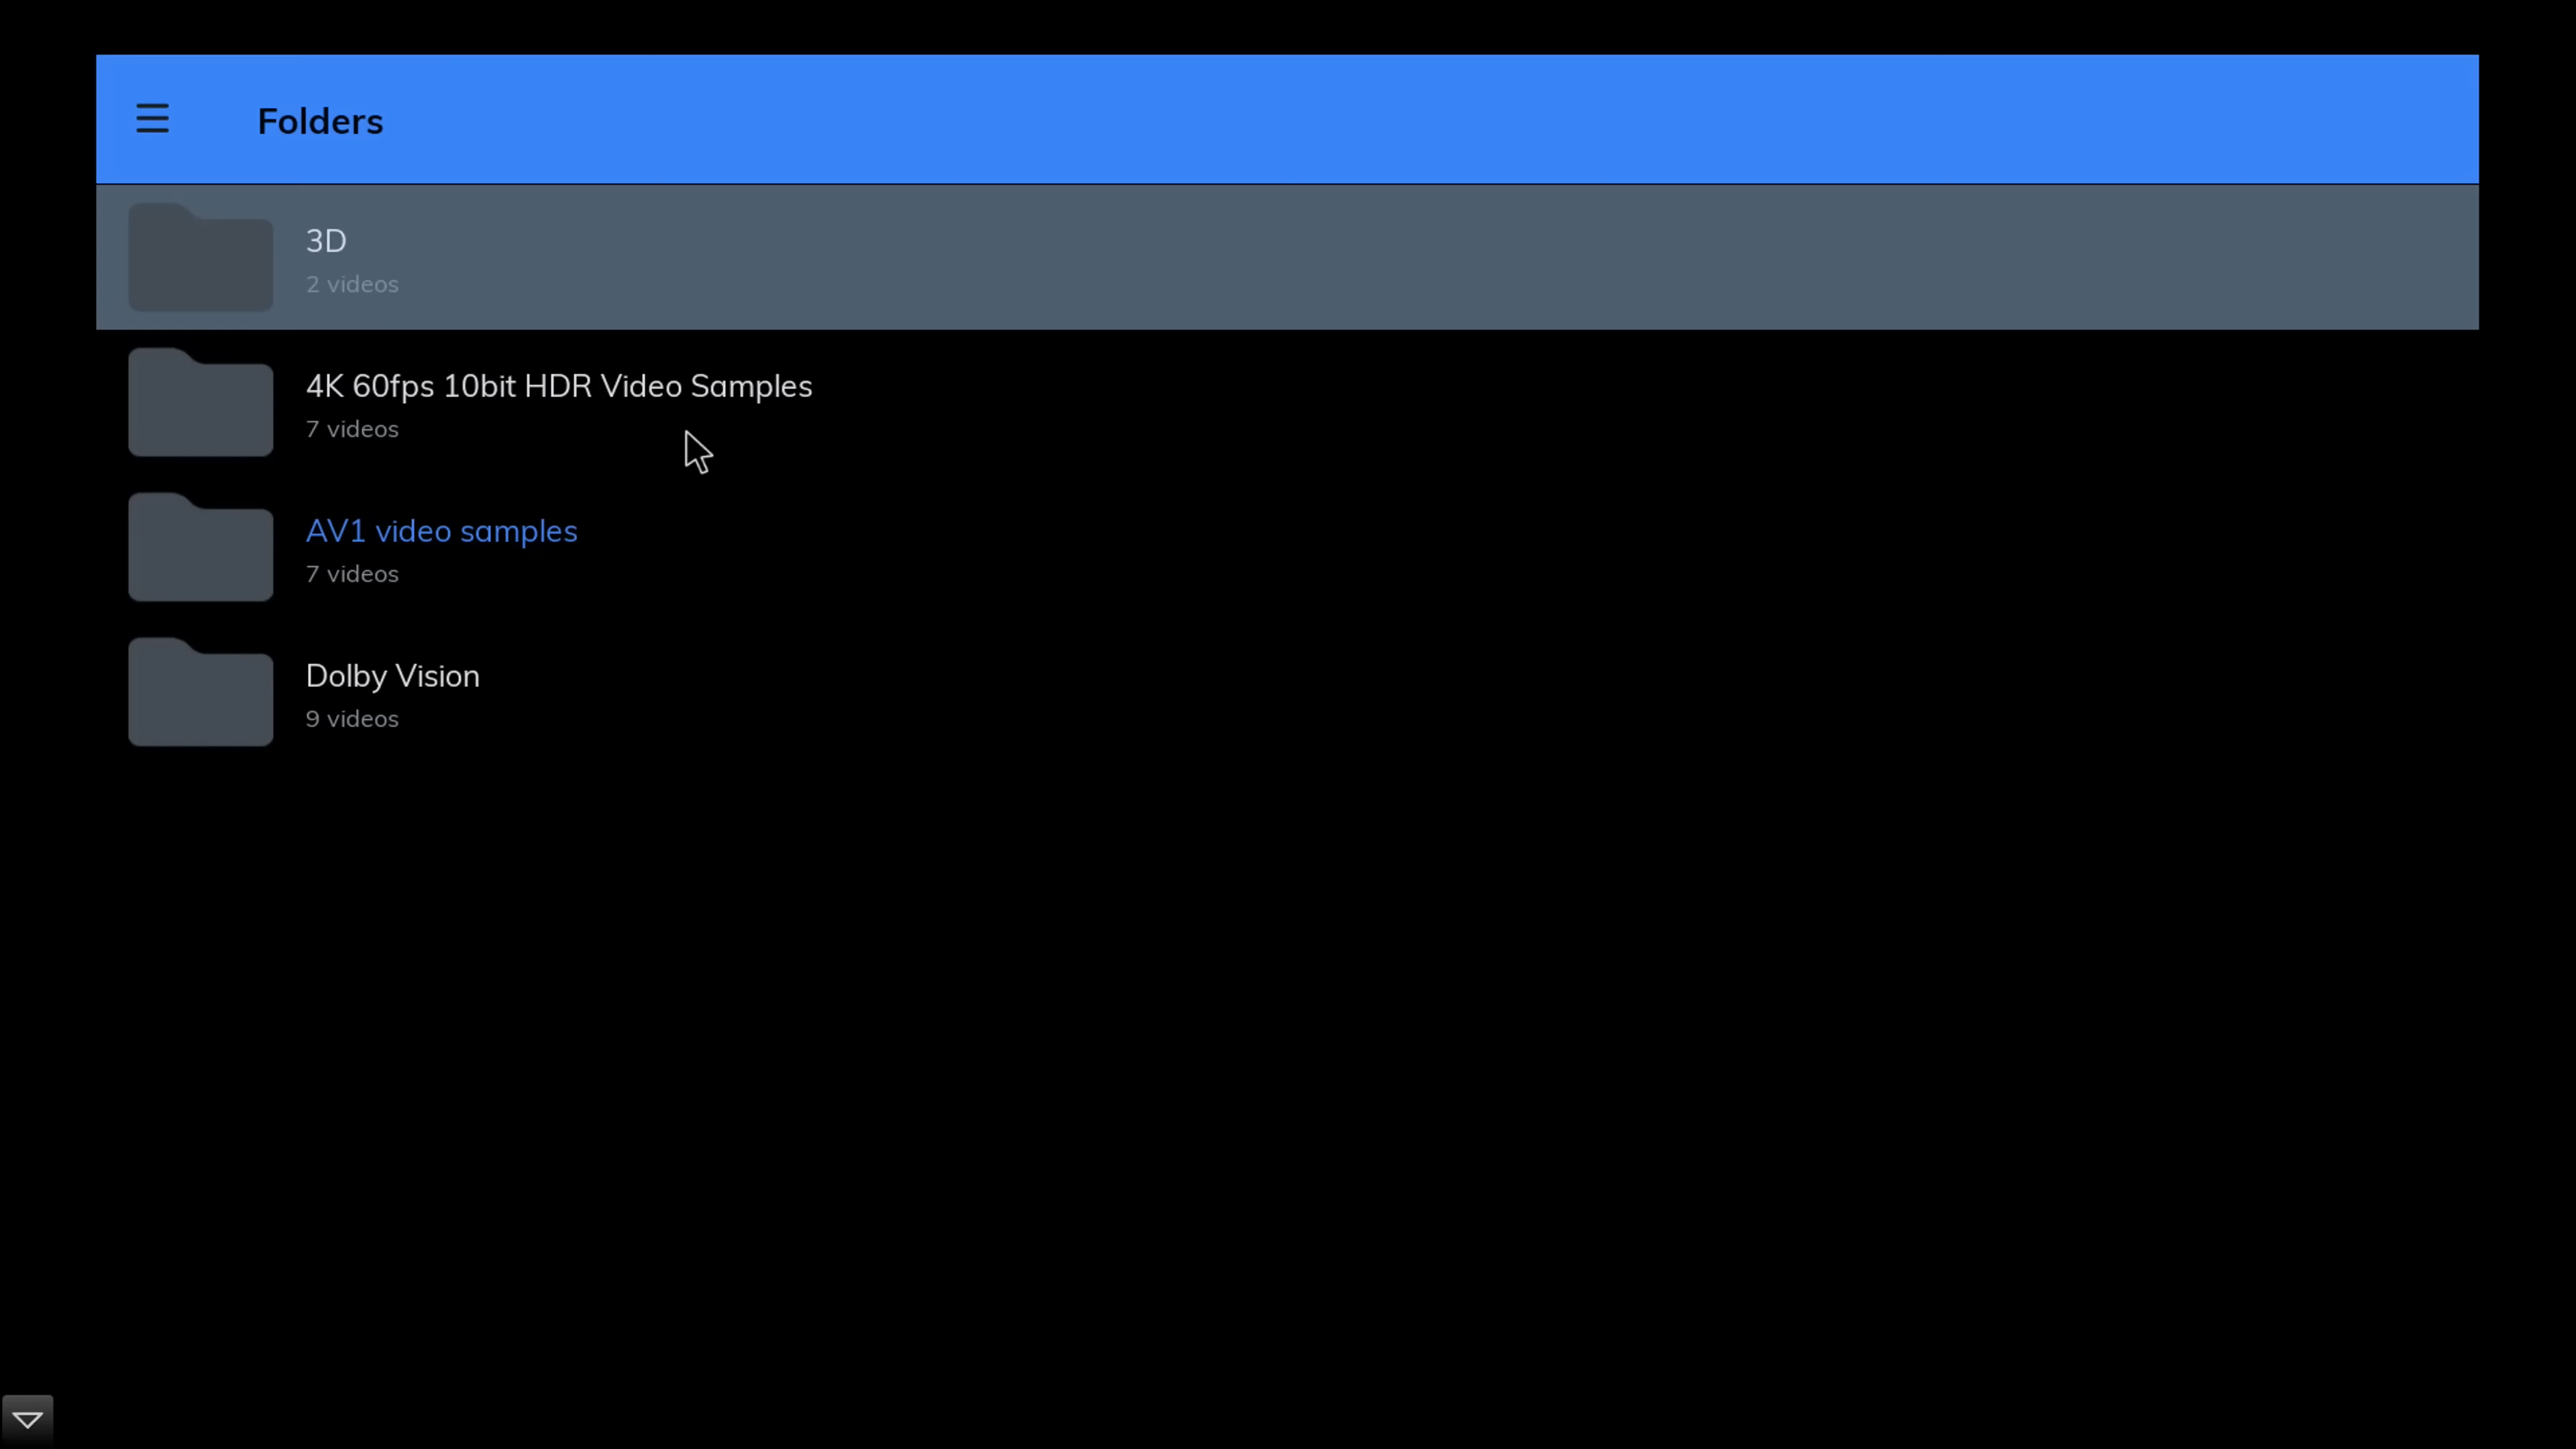 Folders
3D
2 videos
4K 60fps 10bit HDR Video Samples
7 videos
AV1 video samples
7 videos
Dolby Vision
9 videos